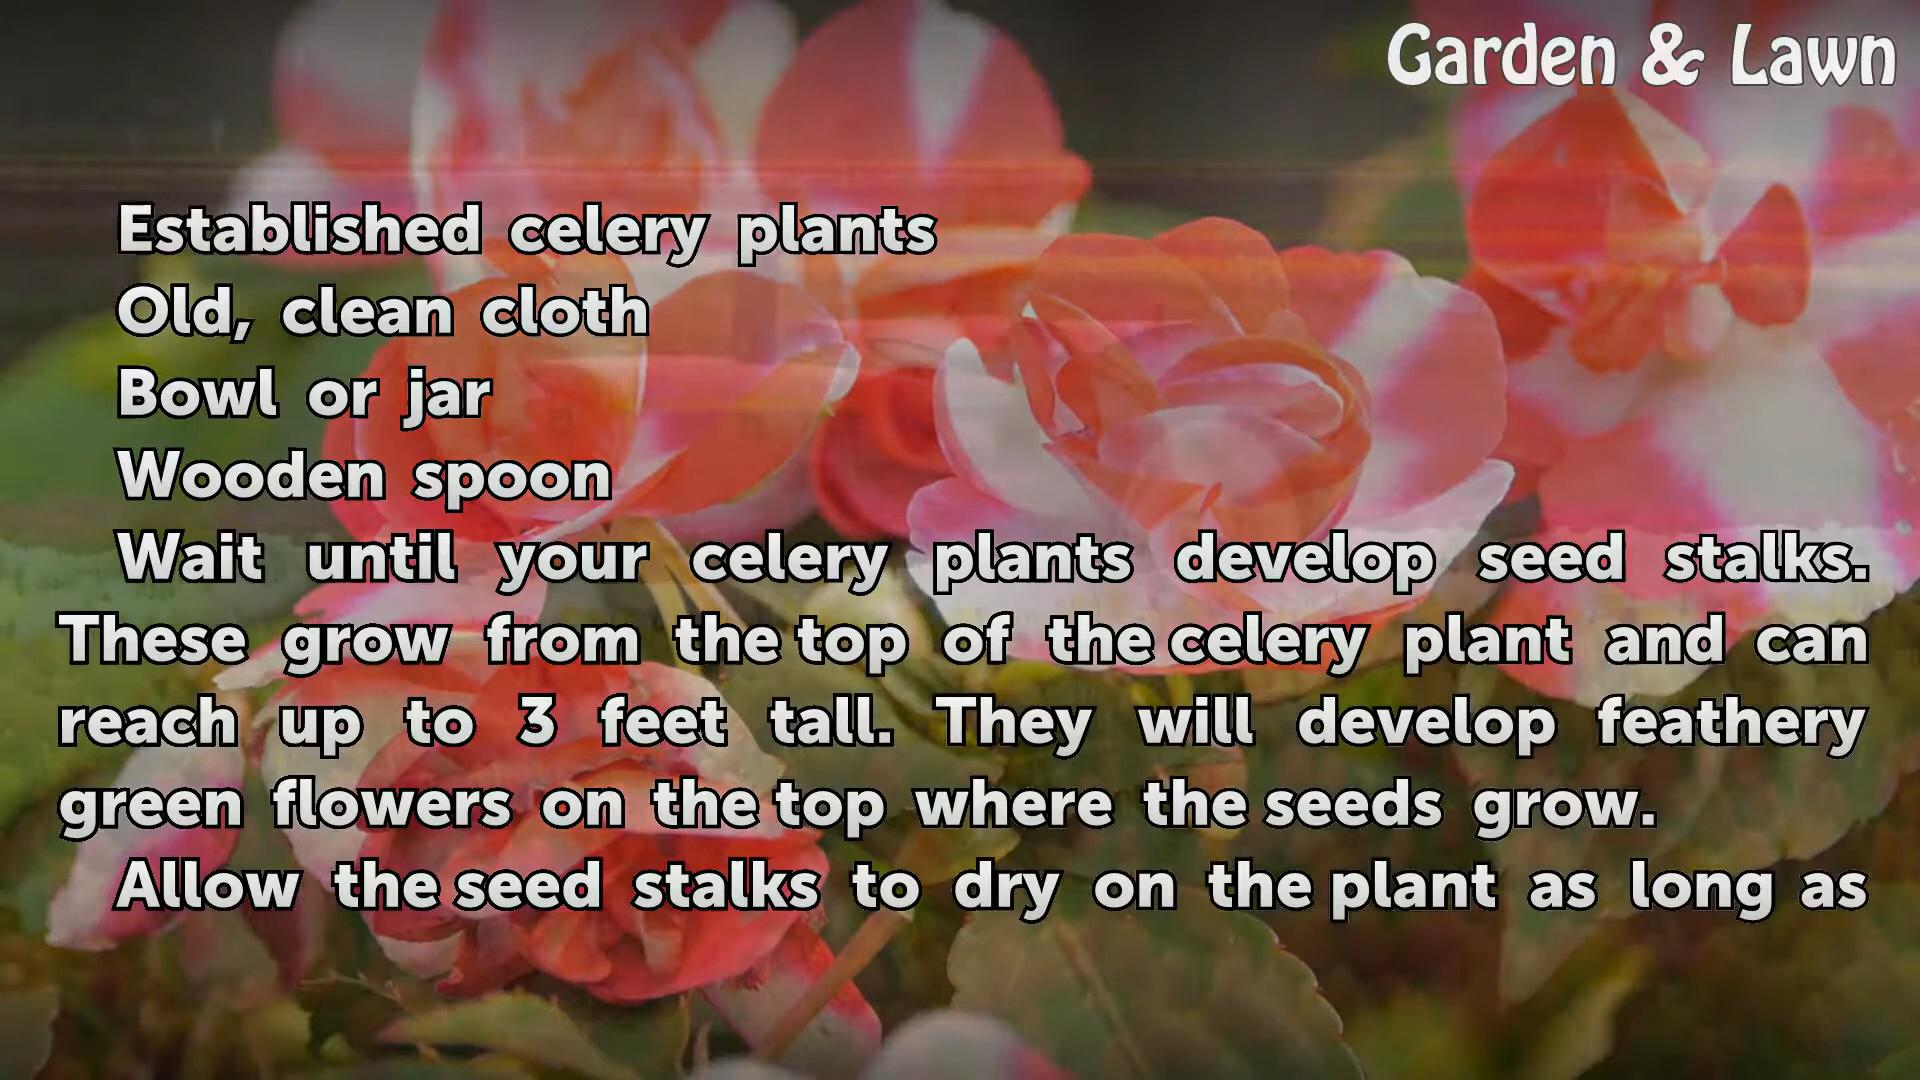 Garden & Lawn
Established celery plants
Old, clean cloth
Bowl or jar
Wooden spoon
Wait until your celery plants develop seed stalks.
These grow from the top of the celery plant and can
reach up to 3 feet tall. They will develop feathery
green flowers on the top where the seeds grow.
Allow the seed stalks to dry on the plant as long as